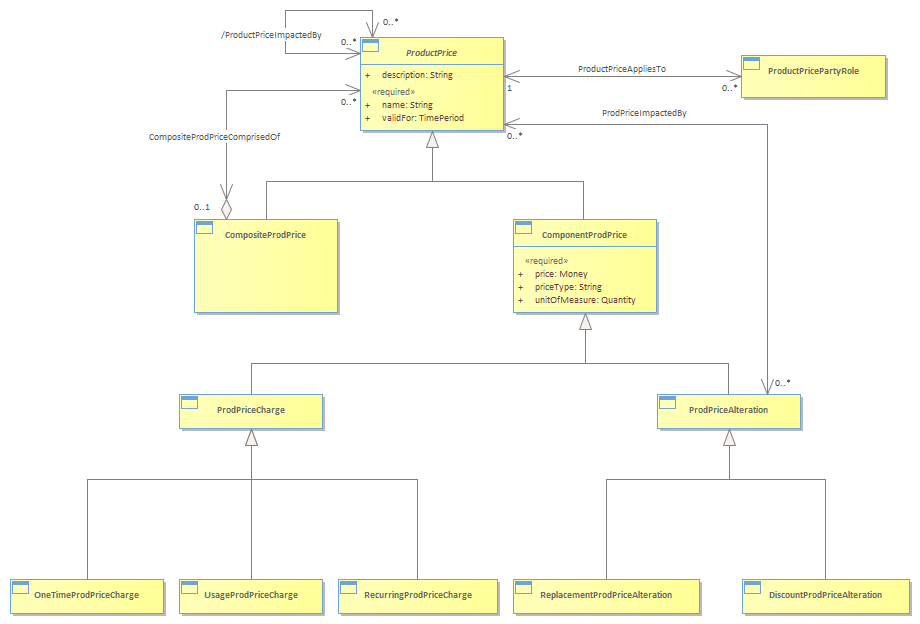 0..*
/ProductPriceImpactedBy
0..*
ProductPrice
+ description: String
«required»
+ name: String
+ validFor: TimePeriod
ProductPriceAppliesTo
1
0..*
ProductPricePartyRole
0..*
ProdPriceImpactedBy
0..*
CompositeProdPriceComprisedOf
0..1
CompositeProdPrice
ComponentProdPrice
«required»
+ price: Money
+ priceType: String
+ unitOfMeasure: Quantity
0..*
ProdPriceCharge
ProdPriceAlteration
OneTimeProdPriceCharge
UsageProdPriceCharge
RecurringProdPriceCharge
ReplacementProdPriceAlteration
DiscountProdPriceAlteration